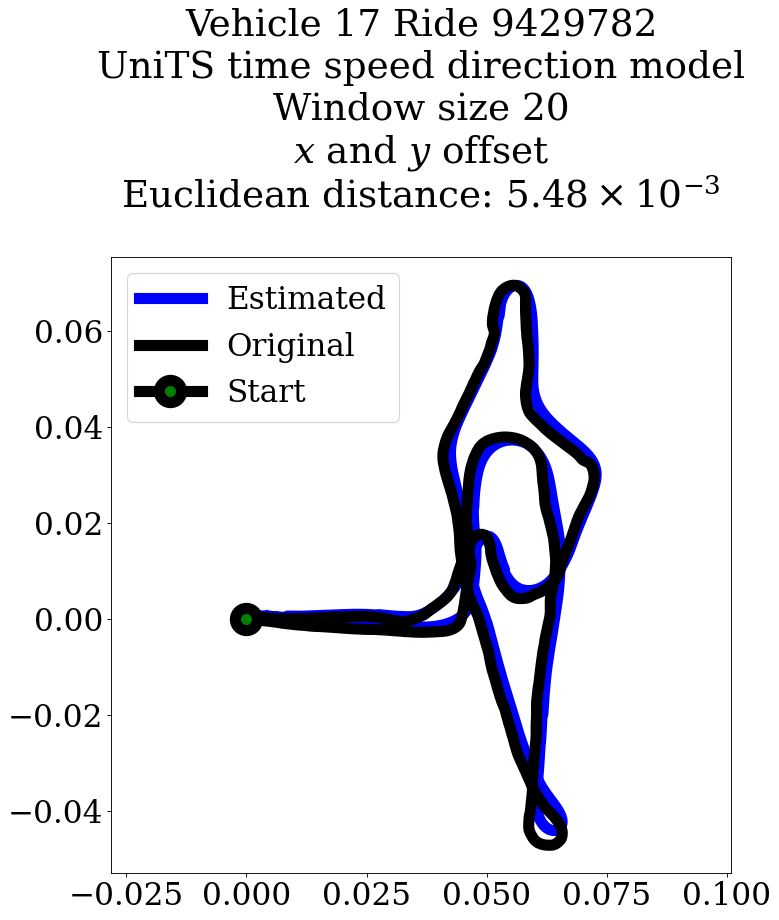 Vehicle 17 Ride 9429782
UniTS time speed direction model
Window size 20
x and y offset
Euclidean distance: 5.48 × 10⁻³
Estimated
Original
Start
0.06
0.04
0.02
0.00
−0.02
−0.04
−0.025 0.000 0.025 0.050 0.075 0.100